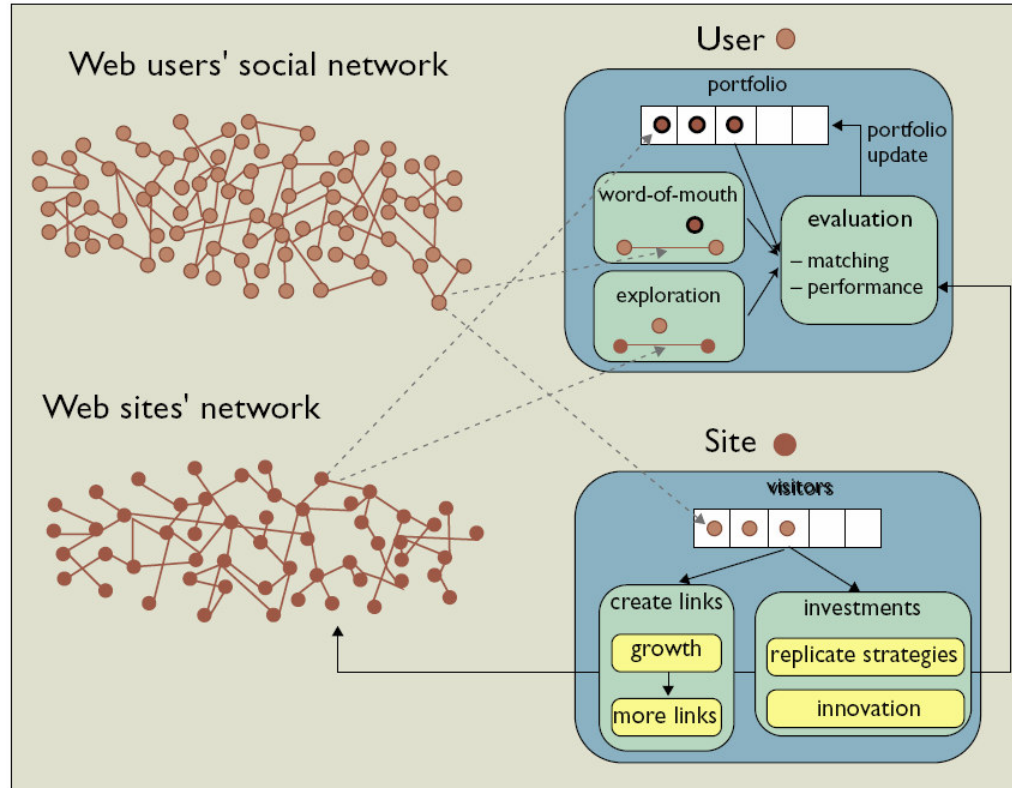 Web users' social network
User
portfolio
portfolio
update
word-of-mouth
evaluation
– matching
– performance
exploration
Web sites' network
Site
visitors
create links
investments
growth
replicate strategies
more links
innovation